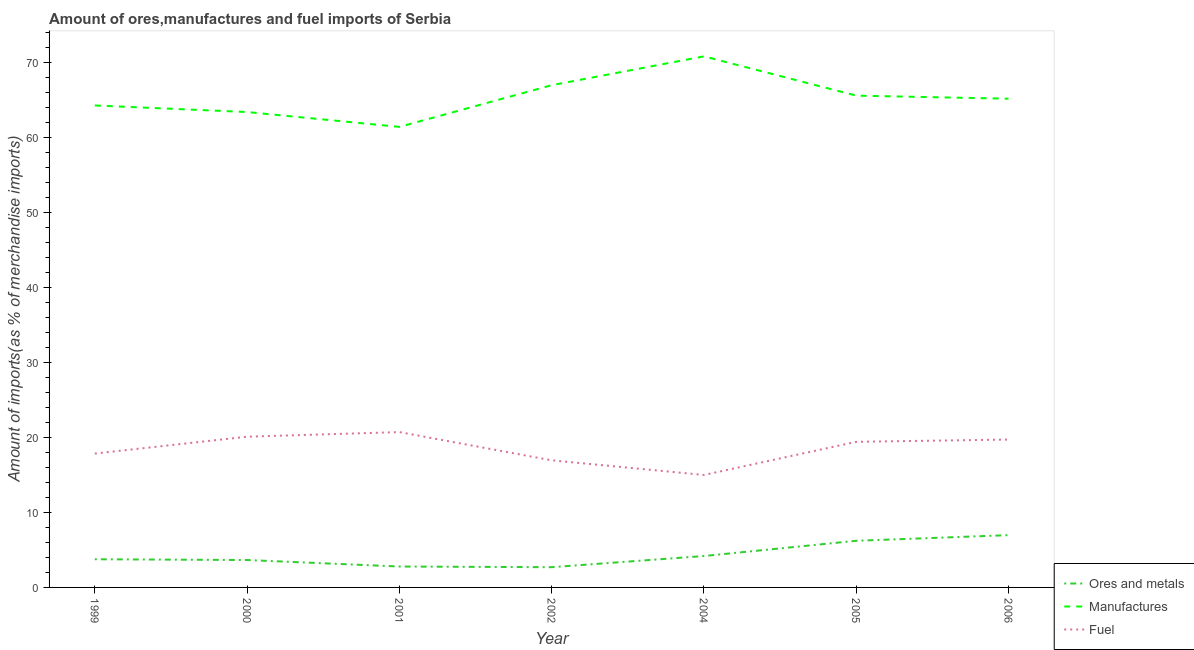 Amount of ores,manufactures and fuel imports of Serbia
Amount of imports(as % of merchandise imports)
70
60
50
40
30
20
10
0
1999
2000
2001
2002
2004
2005
2006
Year
Ores and metals
Manufactures
Fuel